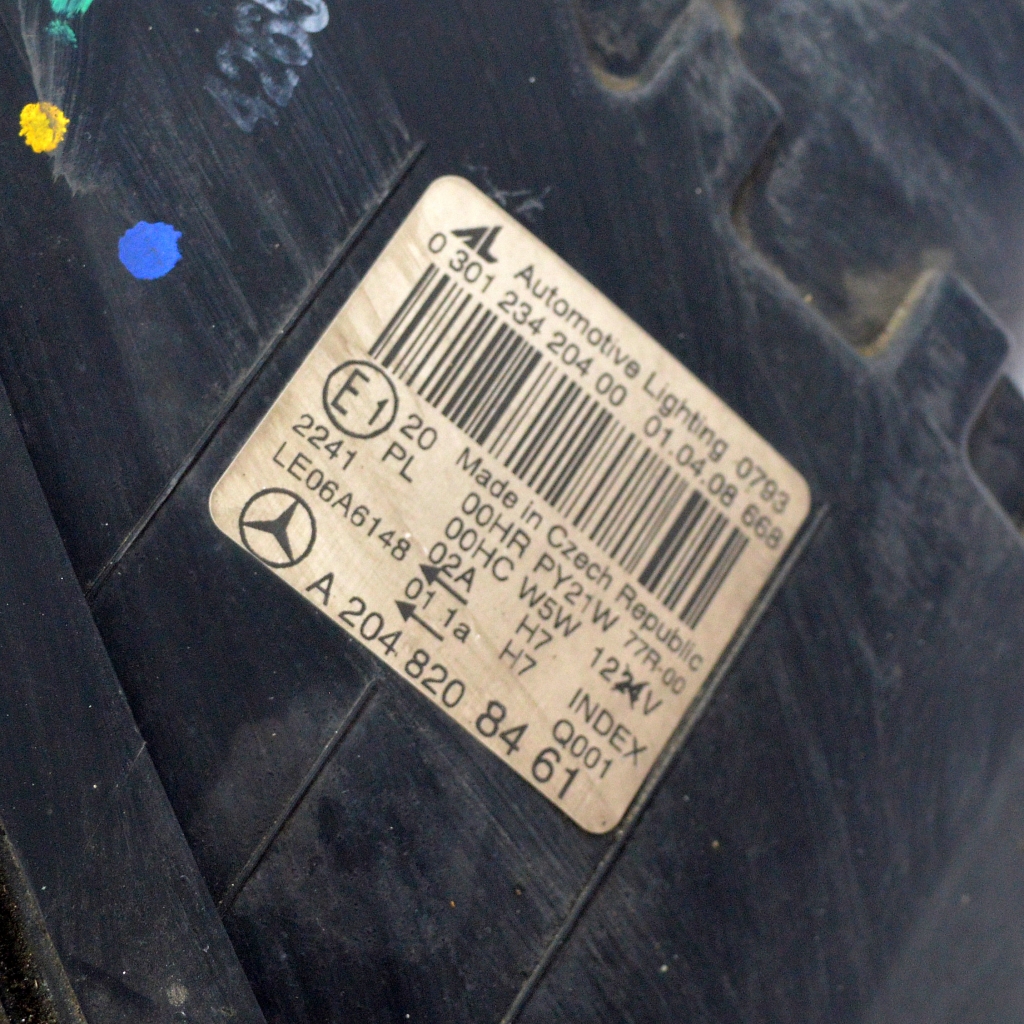 AL Automotive Lighting 0793
0 301 234 204 00 01.04.08 668
E1 20 Made in Czech Republic
2241 PL 00HR PY21W 77R-00
LE06A6148 00HC W5W 1224V
02A H7 INDEX
01 1a H7 Q001
A 204 820 84 61